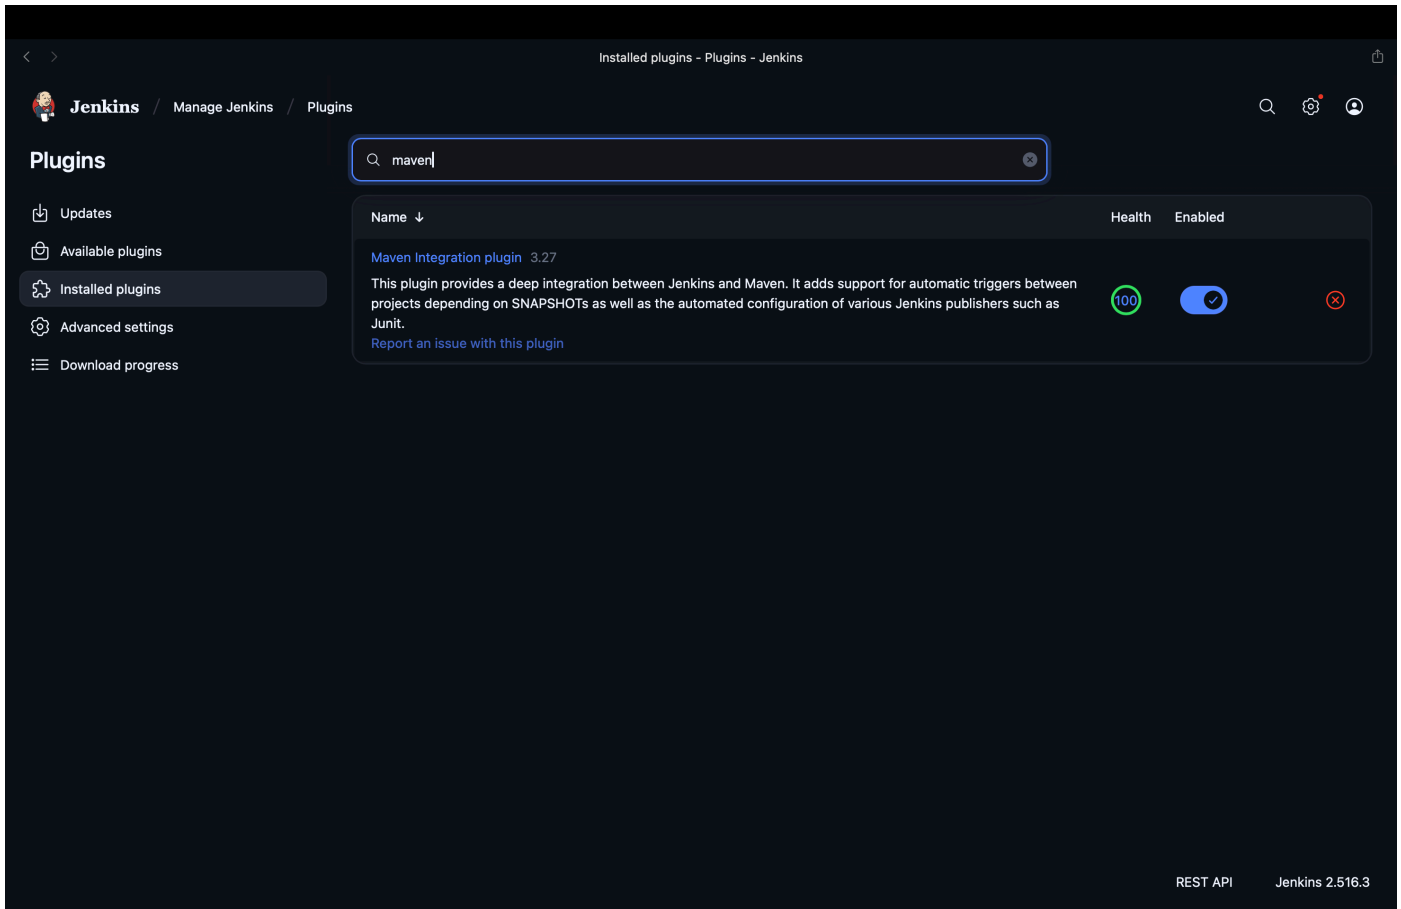 Installed plugins - Plugins - Jenkins
Jenkins / Manage Jenkins / Plugins
Plugins
maven
Updates
Available plugins
Installed plugins
Advanced settings
Download progress
Name ↓ Health Enabled
Maven Integration plugin 3.27
This plugin provides a deep integration between Jenkins and Maven. It adds support for automatic triggers between
projects depending on SNAPSHOTs as well as the automated configuration of various Jenkins publishers such as
Junit.
Report an issue with this plugin
100
REST API Jenkins 2.516.3